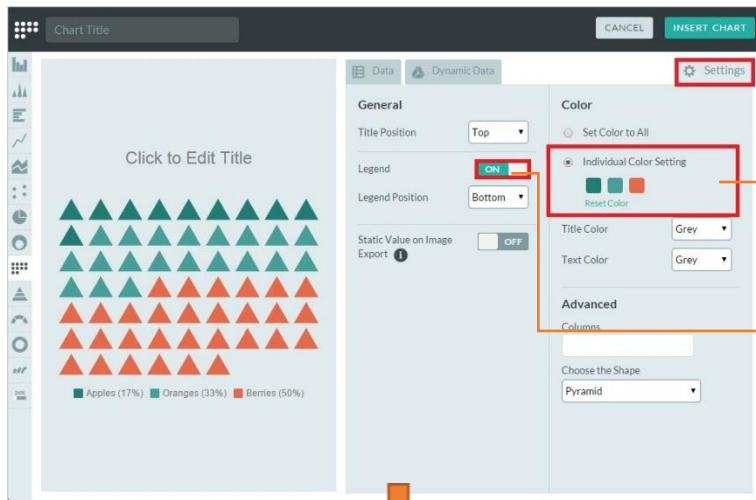 Chart Title
CANCEL
INSERT CHART
Data
Dynamic Data
Settings
Click to Edit Title
Apples (17%) Oranges (33%) Berries (50%)
General
Title Position
Top
Legend
ON
Legend Position
Bottom
Static Value on Image
Export
i
OFF
Color
Set Color to All
Individual Color Setting
Reset Color
Title Color
Grey
Text Color
Grey
Advanced
Columns
Choose the Shape
Pyramid